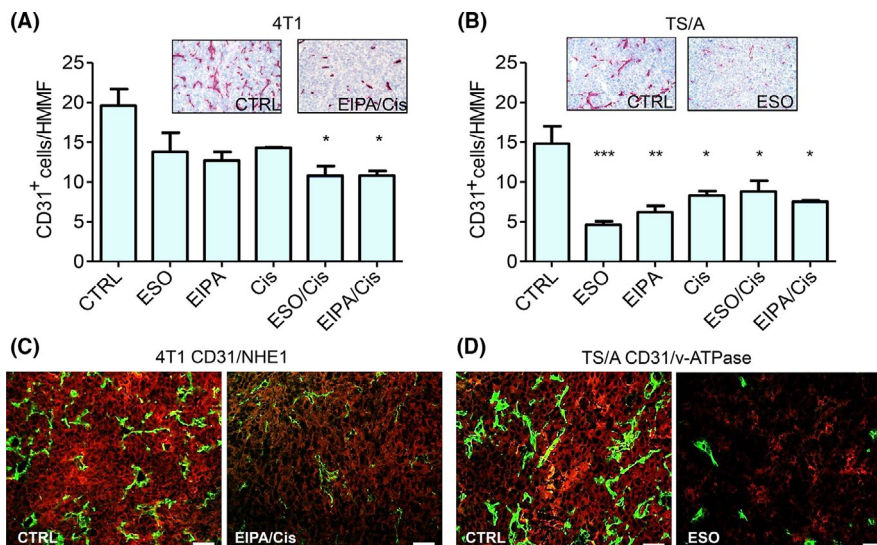 (A)
4T1
CTRL
EIPA/Cis
CD31+ cells/HMMF
25
20
15
10
5
0
*
*
CTRL
ESO
EIPA
Cis
ESO/Cis
EIPA/Cis
(B)
TS/A
CTRL
ESO
CD31+ cells/HMMF
25
20
15
10
5
0
***
**
*
*
*
CTRL
ESO
EIPA
Cis
ESO/Cis
EIPA/Cis
(C)
4T1 CD31/NHE1
CTRL
EIPA/Cis
(D)
TS/A CD31/v-ATPase
CTRL
ESO